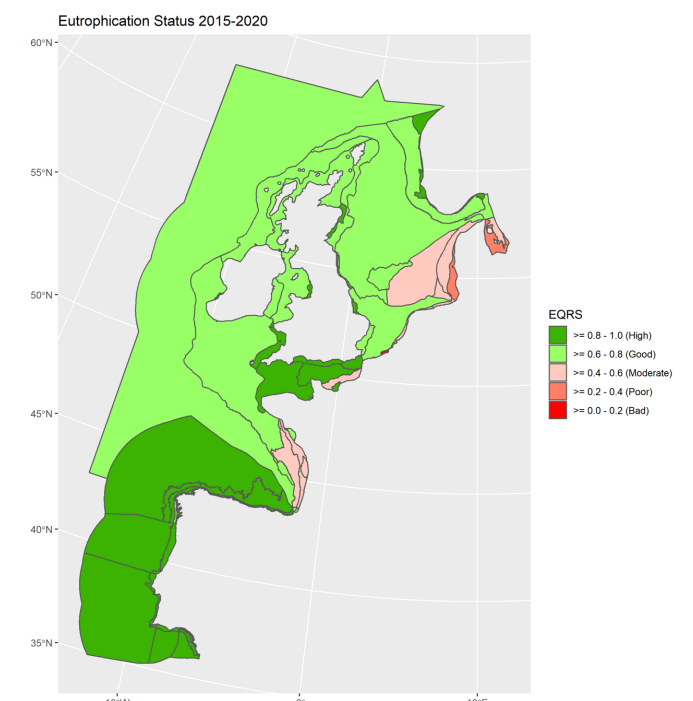 Eutrophication Status 2015-2020
60°N
55°N
50°N
45°N
40°N
35°N
EQRS
>= 0.8 - 1.0 (High)
>= 0.6 - 0.8 (Good)
>= 0.4 - 0.6 (Moderate)
>= 0.2 - 0.4 (Poor)
>= 0.0 - 0.2 (Bad)